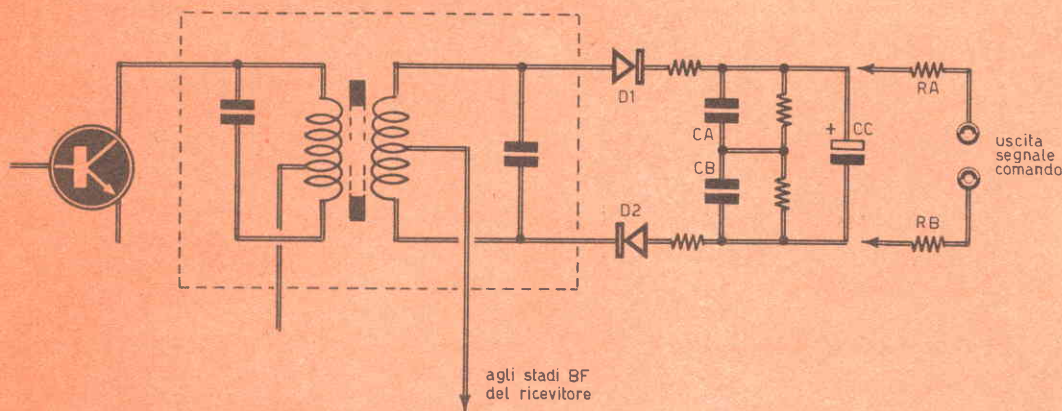 D1
RA
CA
+
CC
uscita
segnale
comando
CB
D2
RB
agli stadi BF
del ricevitore